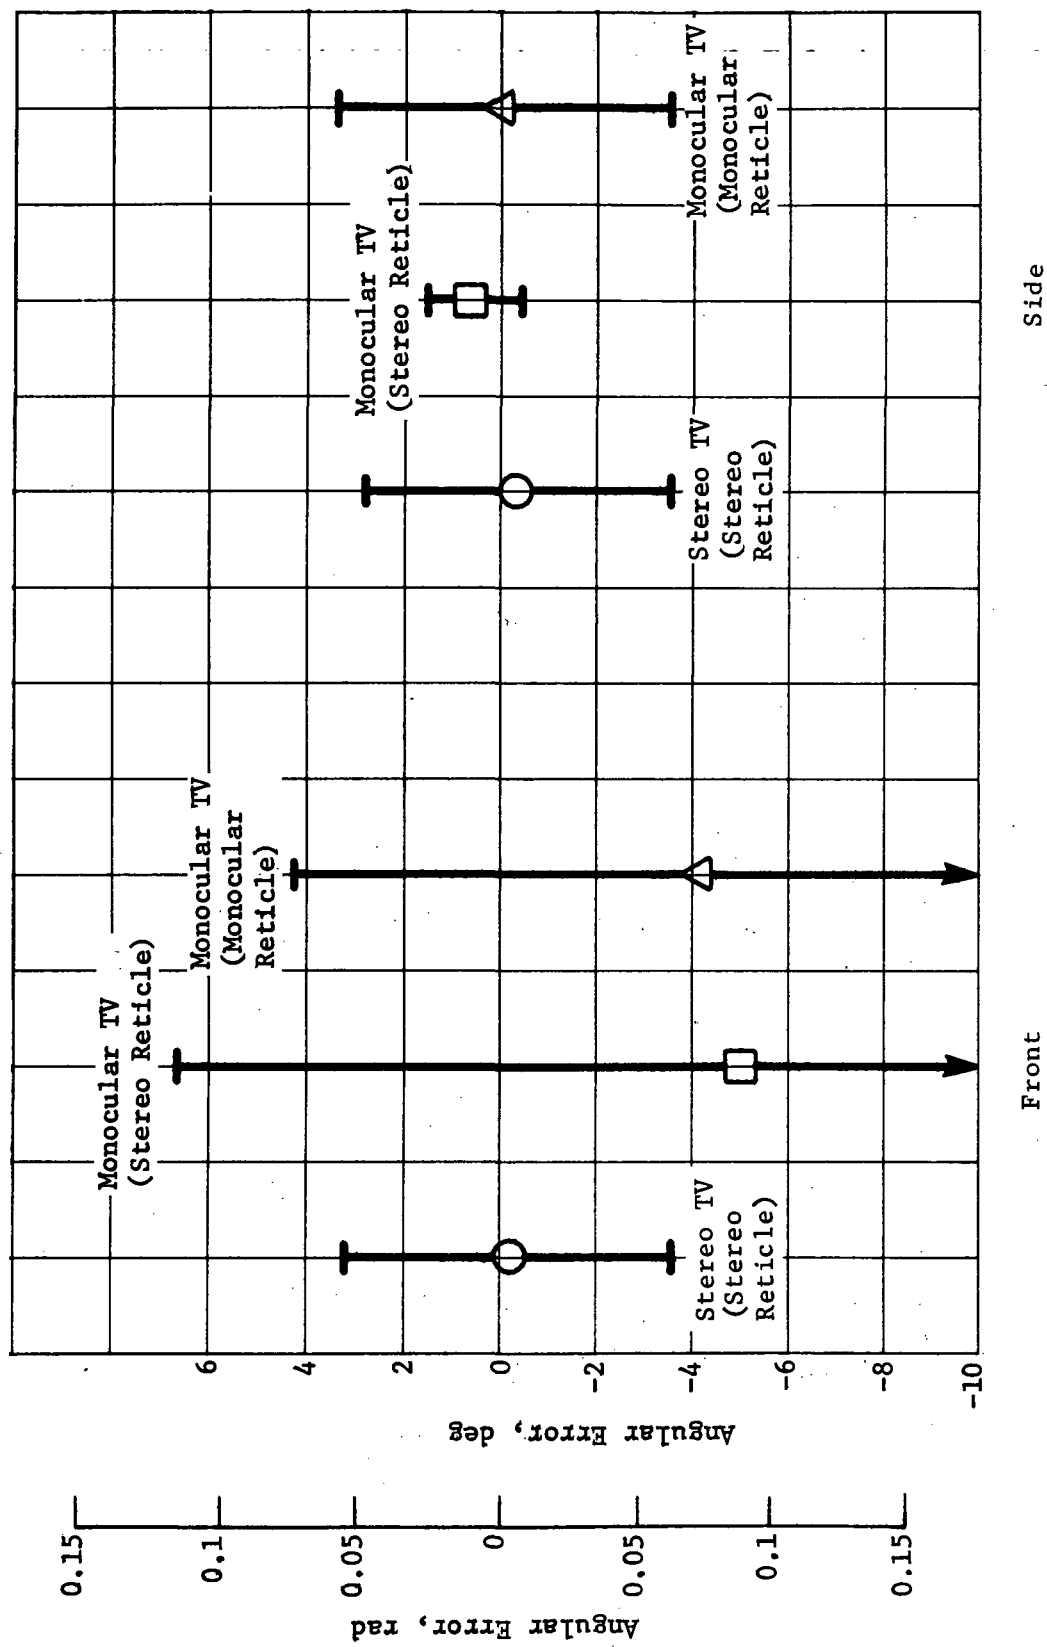 Angular Error, rad
0.15
0.1
0.05
0
0.05
0.1
0.15
Angular Error, deg
6
4
2
0
-2
-4
-6
-8
-10
Stereo TV
(Stereo
Reticle)
Monocular TV
(Stereo Reticle)
Monocular TV
(Monocular
Reticle)
Stereo TV
(Stereo
Reticle)
Monocular TV
(Stereo Reticle)
Monocular TV
(Monocular
Reticle)
Front
Side